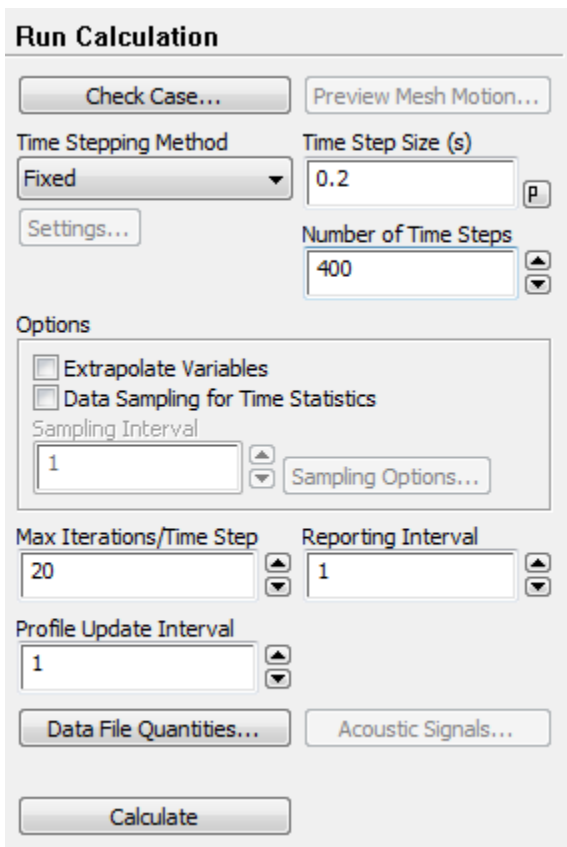 Run Calculation
Check Case... Preview Mesh Motion...
Time Stepping Method Time Step Size (s)
Fixed 0.2 P
Settings... Number of Time Steps
400
Options
Extrapolate Variables
Data Sampling for Time Statistics
Sampling Interval
1 Sampling Options...
Max Iterations/Time Step Reporting Interval
20 1
Profile Update Interval
1
Data File Quantities... Acoustic Signals...
Calculate